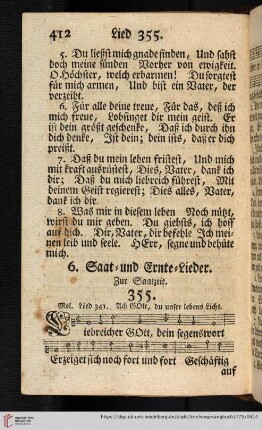 412 Lied 355.
5. Du ließst mich gnade finden, Und sahst
doch meine sünden Vorher von ewigkeit.
O Höchster, welch erbarmen! Du sorgtest
für mich armen, Und bist ein Vater, der
verzeiht.
6. Für alle deine treue, Für das, deß ich
mich freue, Lobsinget dir mein geist. Er
ist dein größt geschenke, Daß ich durch ihn
dich denke, Ist dein; dein ists, daß er dich
preißt.
7. Daß du mein leben fristest, Und mich
mit kraft ausrüstest, Dies, Vater, dank ich
dir; Daß du mich liebreich führest, Mit
deinem Geist regierest; Dies alles, Vater,
dank ich dir.
8. Was mir in diesem leben Noch nützt,
wirst du mir geben. Du giebsts, ich hoff
auf dich. Dir, Vater, dir befehle Ich mei-
nen leib und seele. HErr, segne und behüte
mich.
6. Saat- und Ernte-Lieder.
Zur Saatzeit.
355.
Mel. Lied 341. Ach GOtt, du unser lebens Licht.
Liebreicher GOtt, dein segenswort
Erzeiget sich noch fort und fort Geschäftig
auf